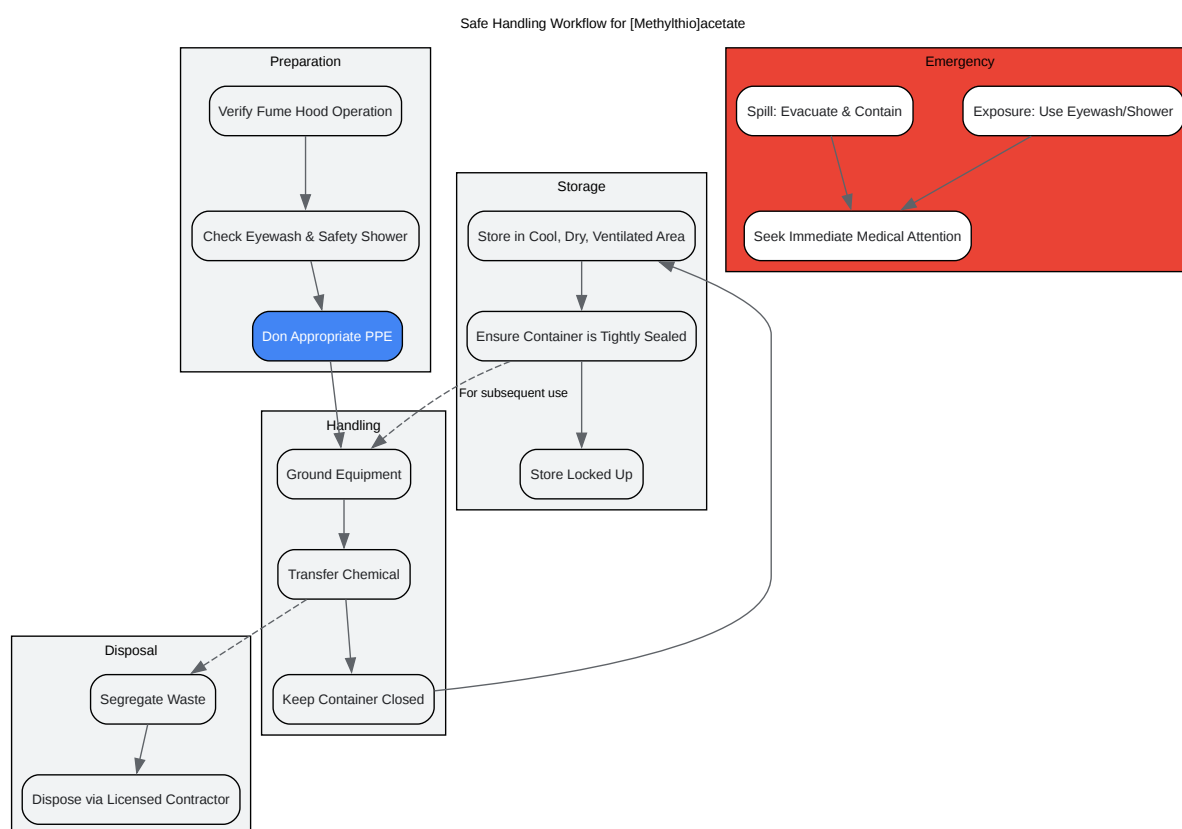 Safe Handling Workflow for [Methylthio]acetate
Preparation
Verify Fume Hood Operation
Check Eyewash & Safety Shower
Don Appropriate PPE
Emergency
Spill: Evacuate & Contain
Exposure: Use Eyewash/Shower
Seek Immediate Medical Attention
Storage
Store in Cool, Dry, Ventilated Area
Ensure Container is Tightly Sealed
For subsequent use
Store Locked Up
Handling
Ground Equipment
Transfer Chemical
Keep Container Closed
Disposal
Segregate Waste
Dispose via Licensed Contractor